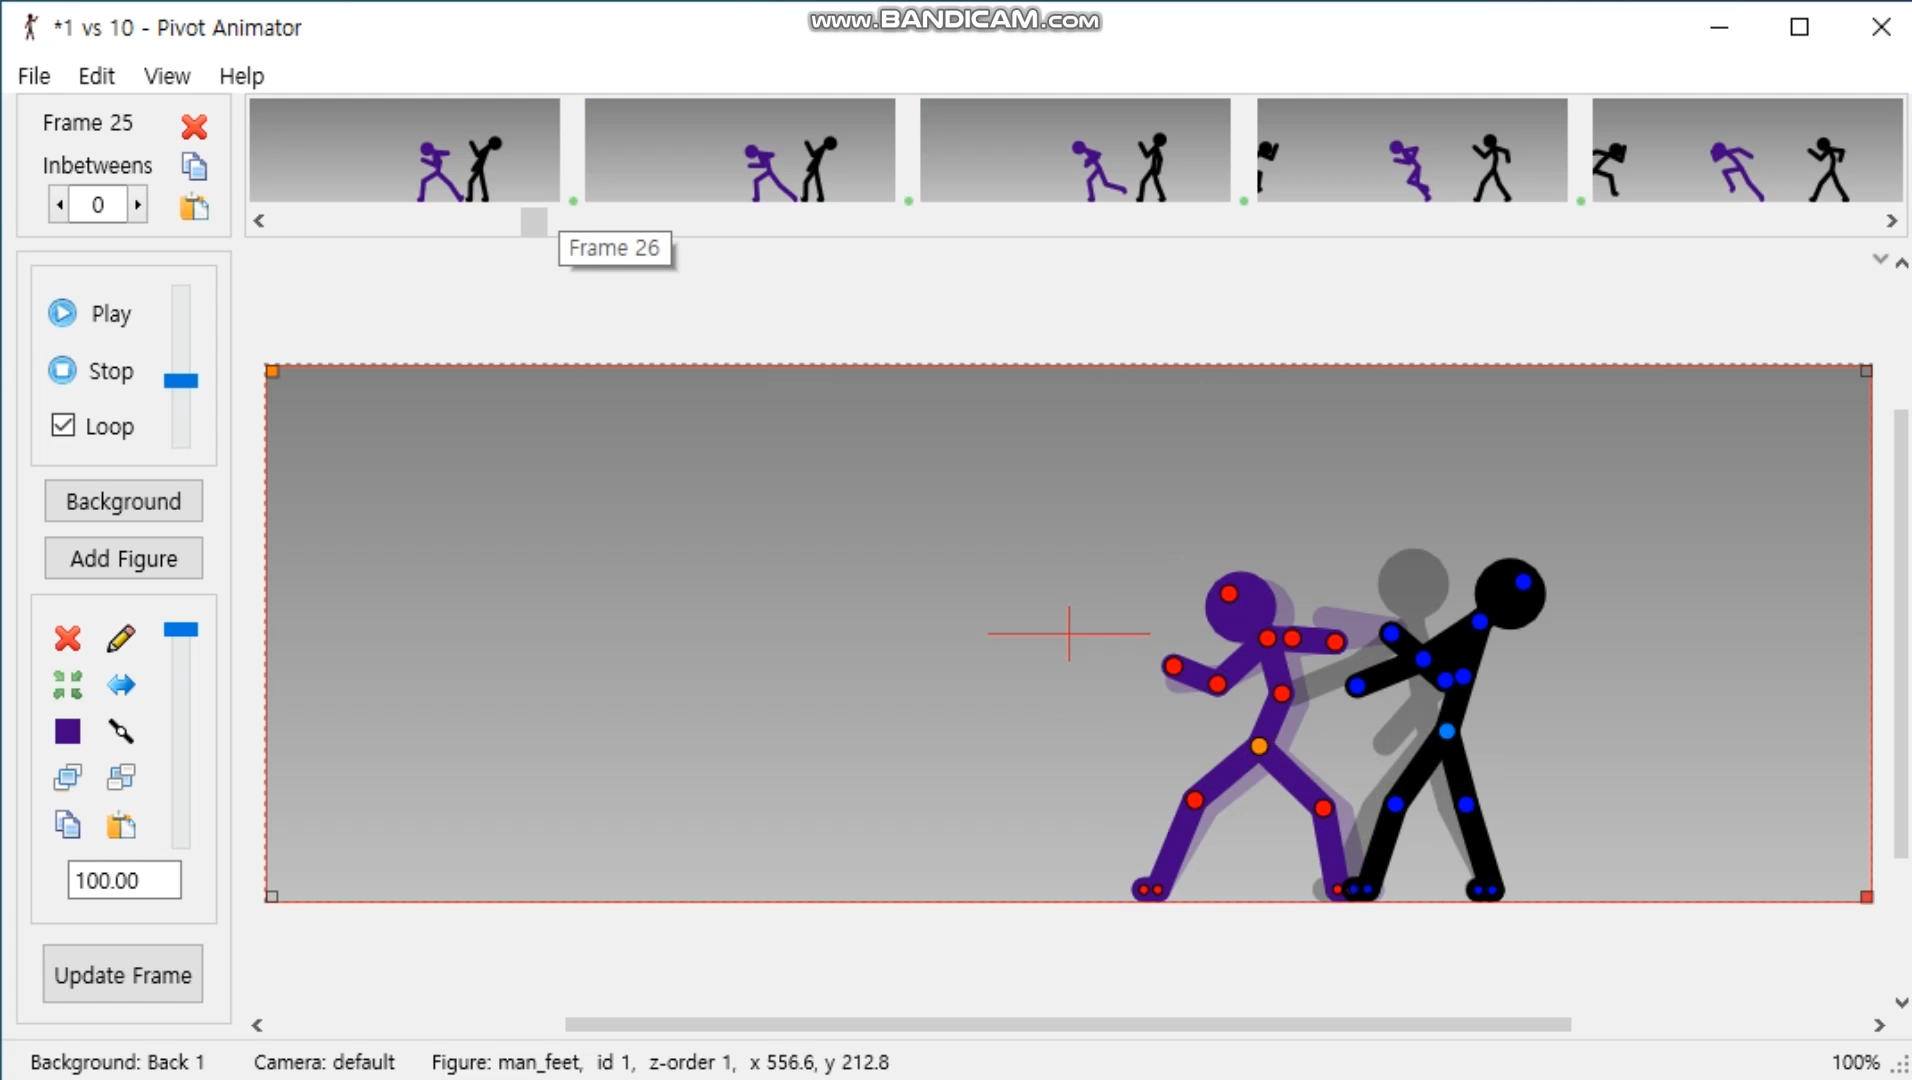 www.BANDICAM.com
*1 vs 10 - Pivot Animator
File Edit View Help
Frame 25
Inbetweens
0
Frame 26
Play
Stop
Loop
Background
Add Figure
100.00
Update Frame
Background: Back 1 Camera: default Figure: man_feet, id 1, z-order 1, x 556.6, y 212.8 100%